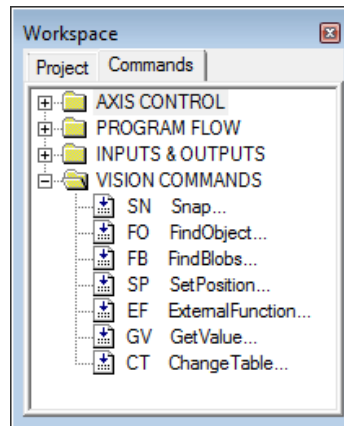 Workspace
Project Commands
AXIS CONTROL
PROGRAM FLOW
INPUTS & OUTPUTS
VISION COMMANDS
SN Snap...
FO FindObject...
FB FindBlobs...
SP SetPosition...
EF ExternalFunction...
GV GetValue...
CT ChangeTable...